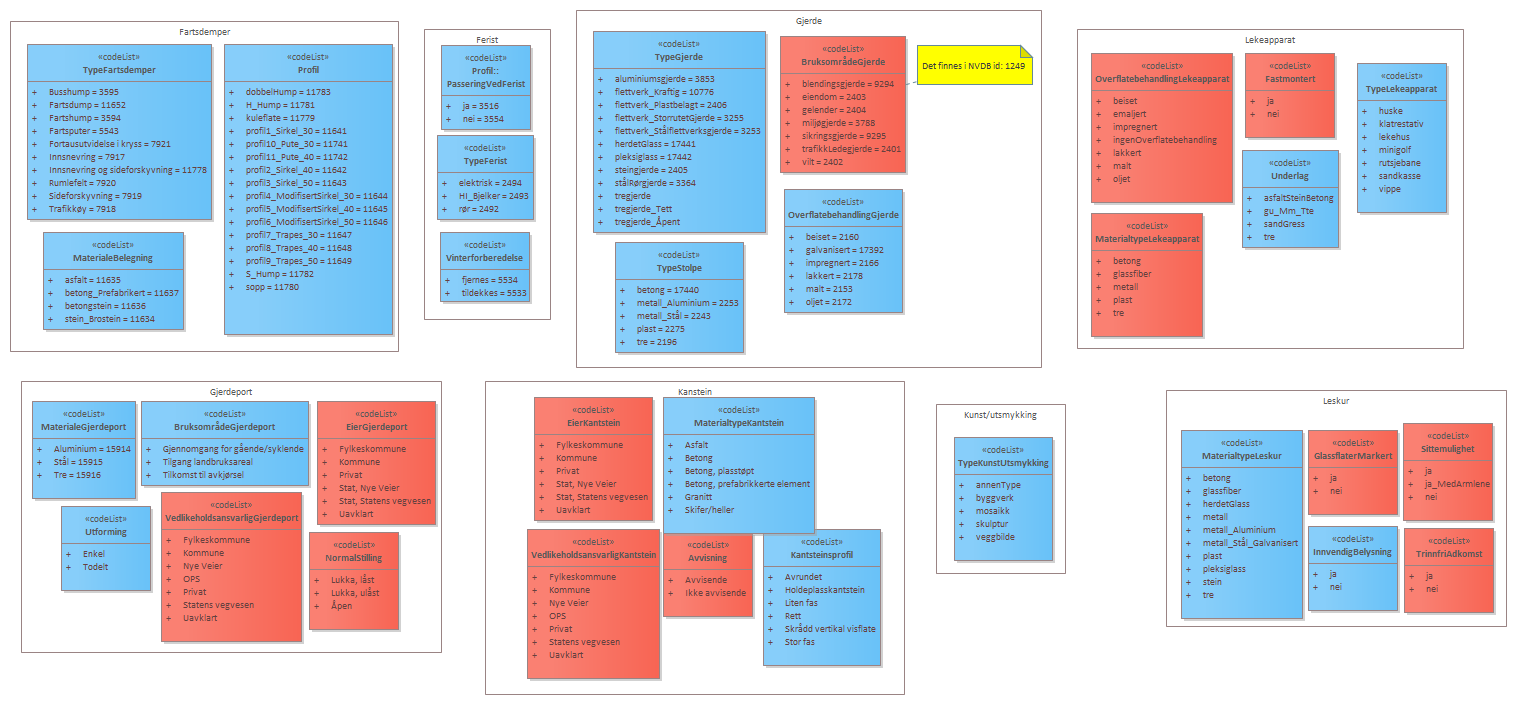 Fartsdemper
«codeList»
TypeFartsdemper
+ Busshump = 3595
+ Fartsdump = 11652
+ Fartshump = 3594
+ Fartsputer = 5543
+ Fortausutvidelse i kryss = 7921
+ Innsnevring = 7917
+ Innsnevring og sideforskyvning = 11778
+ Rumlefelt = 7920
+ Sideforskyvning = 7919
+ Trafikkøy = 7918
«codeList»
Profil
+ dobbelHump = 11783
+ H_Hump = 11781
+ kuleflate = 11779
+ profil1_Sirkel_30 = 11641
+ profil10_Pute_30 = 11741
+ profil11_Pute_40 = 11742
+ profil2_Sirkel_40 = 11642
+ profil3_Sirkel_50 = 11643
+ profil4_ModifisertSirkel_30 = 11644
+ profil5_ModifisertSirkel_40 = 11645
+ profil6_ModifisertSirkel_50 = 11646
+ profil7_Trapes_30 = 11647
+ profil8_Trapes_40 = 11648
+ profil9_Trapes_50 = 11649
+ S_Hump = 11782
+ sopp = 11780
«codeList»
MaterialeBelegning
+ asfalt = 11635
+ betong_Prefabrikert = 11637
+ betongstein = 11636
+ stein_Brostein = 11634
Ferist
«codeList»
Profil::
PasseringVedFerist
+ ja = 3516
+ nei = 3554
«codeList»
TypeFerist
+ elektrisk = 2494
+ HI_Bjelker = 2493
+ rør = 2492
«codeList»
Vinterforberedelse
+ fjernes = 5534
+ tildekkes = 5533
Gjerde
«codeList»
TypeGjerde
+ aluminiumsgjerde = 3853
+ flettverk_Kraftig = 10776
+ flettverk_Plastbelagt = 2406
+ flettverk_StorrutetGjerde = 3255
+ flettverk_Stålflettverksgjerde = 3253
+ herdetGlass = 17441
+ pleksiglass = 17442
+ steingjerde = 2405
+ stålRørgjerde = 3364
+ tregjerde
+ tregjerde_Tett
+ tregjerde_Åpent
«codeList»
BruksområdeGjerde
+ blendingsgjerde = 9294
+ eiendom = 2403
+ geiender = 2404
+ miljøgjerde = 3788
+ sikringsgjerde = 9295
+ trafikkLedegjerde = 2401
+ vilt = 2402
Det finnes i NVDB id: 1249
«codeList»
OverflatebehandlingGjerde
+ beiset = 2160
+ galvanisert = 17392
+ impregnert = 2166
+ lakkert = 2178
+ malt = 2153
+ oljet = 2172
«codeList»
TypeStolpe
+ betong = 17440
+ metall_Aluminium = 2253
+ metall_Stål = 2243
+ plast = 2275
+ tre = 2196
Lekeapparat
«codeList»
OverflatebehandlingLekeapparat
+ beiset
+ emaljert
+ impregnert
+ ingenOverflatebehandling
+ lakkert
+ malt
+ oljet
«codeList»
Fastmontert
+ ja
+ nei
«codeList»
TypeLekeapparat
+ huske
+ klatrestativ
+ lekehus
+ minigolf
+ rutsjebane
+ sandkasse
+ vippe
«codeList»
Underlag
+ asfaltSteinBetong
+ gu_Mm_Tte
+ sandGress
+ tre
«codeList»
MaterialtypeLekeapparat
+ betong
+ glassfiber
+ metall
+ plast
+ tre
Gjerdeport
«codeList»
MaterialeGjerdeport
+ Aluminium = 15914
+ Stål = 15915
+ Tre = 15916
«codeList»
BruksområdeGjerdeport
+ Gjennomgang for gående/syklende
+ Tilgang landbruksareal
+ Tilkomst til avkjørsel
«codeList»
EierGjerdeport
+ Fylkeskommune
+ Kommune
+ Privat
+ Stat, Nye Veier
+ Stat, Statens vegvesen
+ Uavklart
«codeList»
Utforming
+ Enkel
+ Todelt
«codeList»
VedlikeholdsansvarligGjerdeport
+ Fylkeskommune
+ Kommune
+ Nye Veier
+ OPS
+ Privat
+ Statens vegvesen
+ Uavklart
«codeList»
NormalStilling
+ Lukka, låst
+ Lukka, ulåst
+ Åpen
Kanstein
«codeList»
EierKantstein
+ Fylkeskommune
+ Kommune
+ Privat
+ Stat, Nye Veier
+ Stat, Statens vegvesen
+ Uavklart
«codeList»
MaterialtypeKantstein
+ Asfalt
+ Betong
+ Betong, plasstøpt
+ Betong, prefabrikkerte element
+ Granitt
+ Skifer/heller
«codeList»
VedlikeholdsansvarligKantstein
+ Fylkeskommune
+ Kommune
+ Nye Veier
+ OPS
+ Privat
+ Statens vegvesen
+ Uavklart
«codeList»
Avvisning
+ Avvisende
+ Ikke avvisende
«codeList»
Kantsteinsprofil
+ Avrundet
+ Holdeplasskantstein
+ Liten fas
+ Rett
+ Skrådd vertikal visflate
+ Stor fas
Kunst/utsmykking
«codeList»
TypeKunstUtsmykking
+ annenType
+ byggverk
+ mosaikk
+ skulptur
+ veggbilde
Leskur
«codeList»
MaterialtypeLeskur
+ betong
+ glassfiber
+ herdetGlass
+ metall
+ metall_Aluminium
+ metall_Stål_Galvanisert
+ plast
+ pleksiglass
+ stein
+ tre
«codeList»
GlassflaterMarkert
+ ja
+ nei
«codeList»
Sittemulighet
+ ja
+ ja_MedArmlene
+ nei
«codeList»
InnvendigBelysning
+ ja
+ nei
«codeList»
TrinnfriAdkomst
+ ja
+ nei